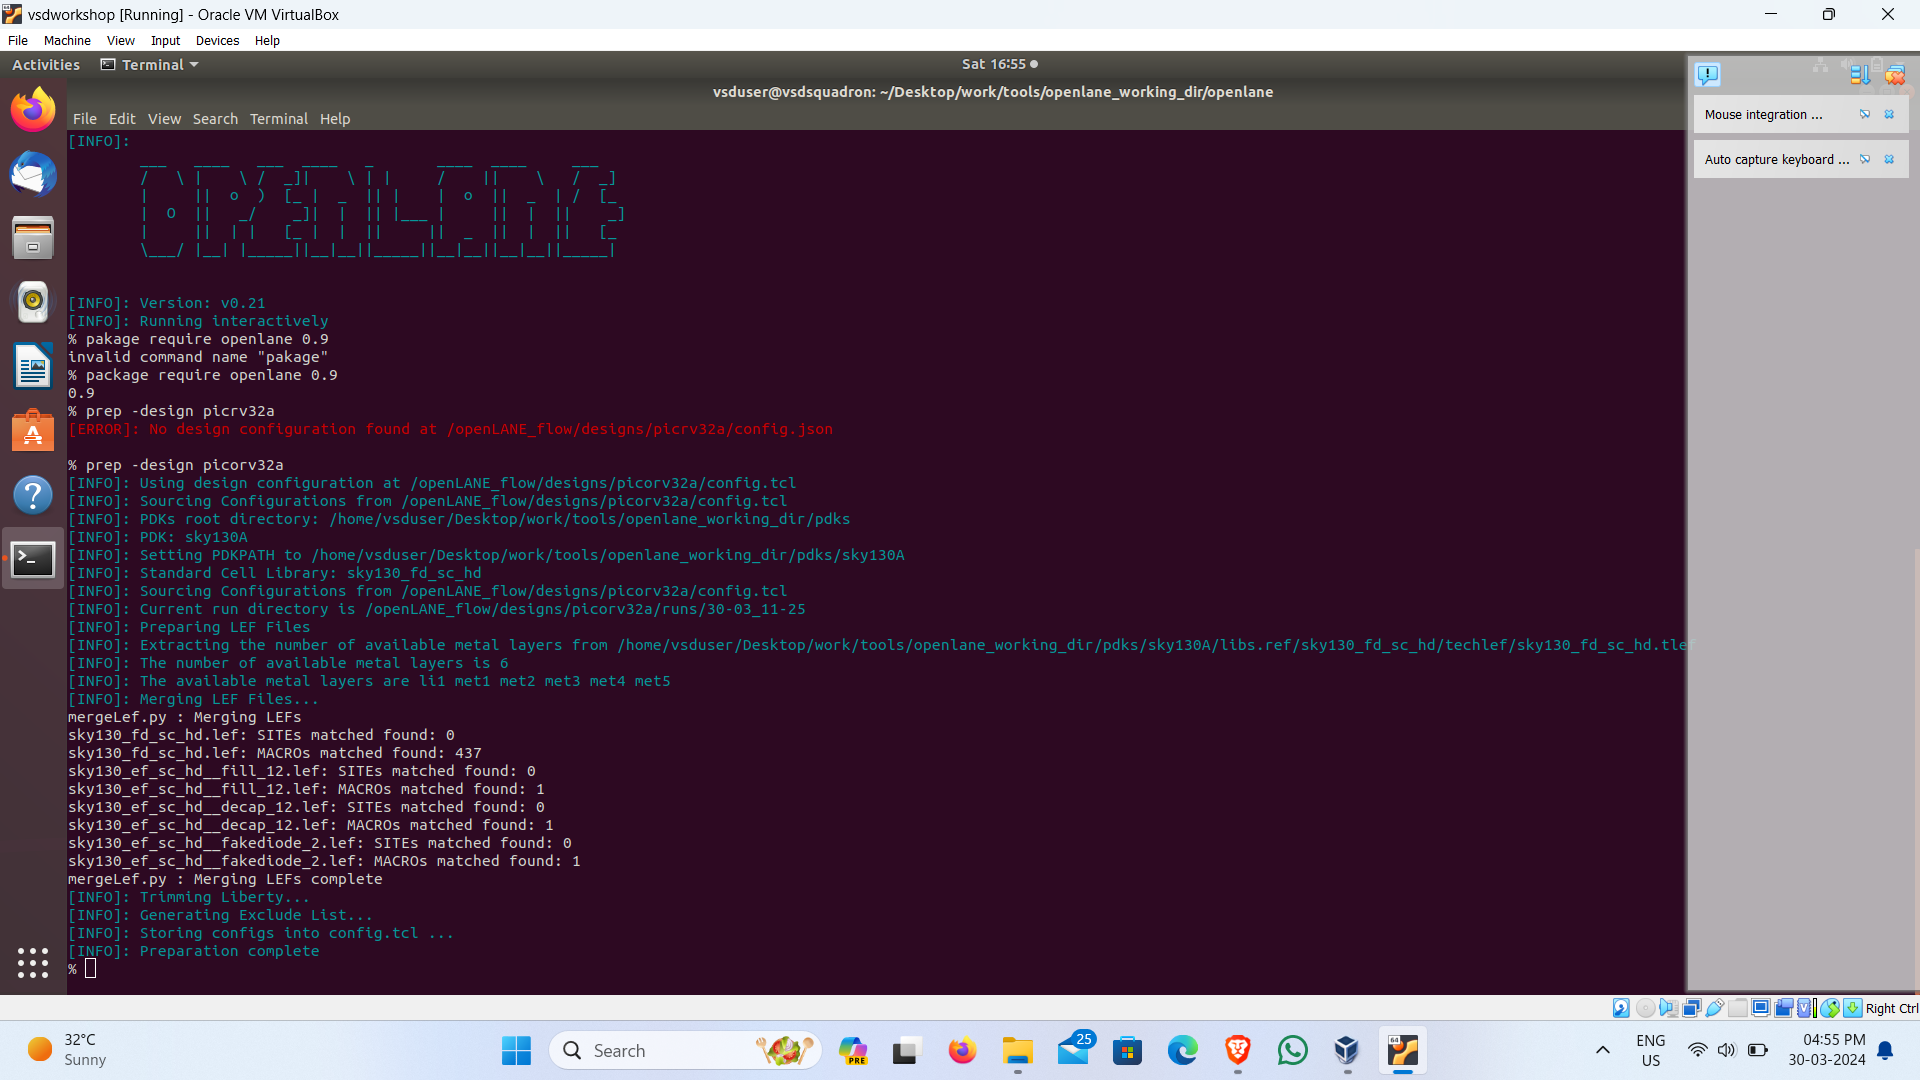 vsdworkshop [Running] - Oracle VM VirtualBox
File Machine View Input Devices Help
Activities Terminal Sat 16:55
vsduser@vsdsquadron: ~/Desktop/work/tools/openlane_working_dir/openlane
File Edit View Search Terminal Help
Mouse integration ...
Auto capture keyboard ...
[INFO]:
OPENLANE
[INFO]: Version: v0.21
[INFO]: Running interactively
% pakage require openlane 0.9
invalid command name "pakage"
% package require openlane 0.9
0.9
% prep -design picrv32a
[ERROR]: No design configuration found at /openLANE_flow/designs/picrv32a/config.json
% prep -design picorv32a
[INFO]: Using design configuration at /openLANE_flow/designs/picorv32a/config.tcl
[INFO]: Sourcing Configurations from /openLANE_flow/designs/picorv32a/config.tcl
[INFO]: PDKs root directory: /home/vsduser/Desktop/work/tools/openlane_working_dir/pdks
[INFO]: PDK: sky130A
[INFO]: Setting PDKPATH to /home/vsduser/Desktop/work/tools/openlane_working_dir/pdks/sky130A
[INFO]: Standard Cell Library: sky130_fd_sc_hd
[INFO]: Sourcing Configurations from /openLANE_flow/designs/picorv32a/config.tcl
[INFO]: Current run directory is /openLANE_flow/designs/picorv32a/runs/30-03_11-25
[INFO]: Preparing LEF Files
[INFO]: Extracting the number of available metal layers from /home/vsduser/Desktop/work/tools/openlane_working_dir/pdks/sky130A/libs.ref/sky130_fd_sc_hd/techlef/sky130_fd_sc_hd.tlef
[INFO]: The number of available metal layers is 6
[INFO]: The available metal layers are li1 met1 met2 met3 met4 met5
[INFO]: Merging LEF Files...
mergeLef.py : Merging LEFs
sky130_fd_sc_hd.lef: SITEs matched found: 0
sky130_fd_sc_hd.lef: MACROs matched found: 437
sky130_ef_sc_hd__fill_12.lef: SITEs matched found: 0
sky130_ef_sc_hd__fill_12.lef: MACROs matched found: 1
sky130_ef_sc_hd__decap_12.lef: SITEs matched found: 0
sky130_ef_sc_hd__decap_12.lef: MACROs matched found: 1
sky130_ef_sc_hd__fakediode_2.lef: SITEs matched found: 0
sky130_ef_sc_hd__fakediode_2.lef: MACROs matched found: 1
mergeLef.py : Merging LEFs complete
[INFO]: Trimming Liberty...
[INFO]: Generating Exclude List...
[INFO]: Storing configs into config.tcl ...
[INFO]: Preparation complete
%
Right Ctrl
32°C
Sunny
Search
PRE
25
64
ENG
US
04:55 PM
30-03-2024